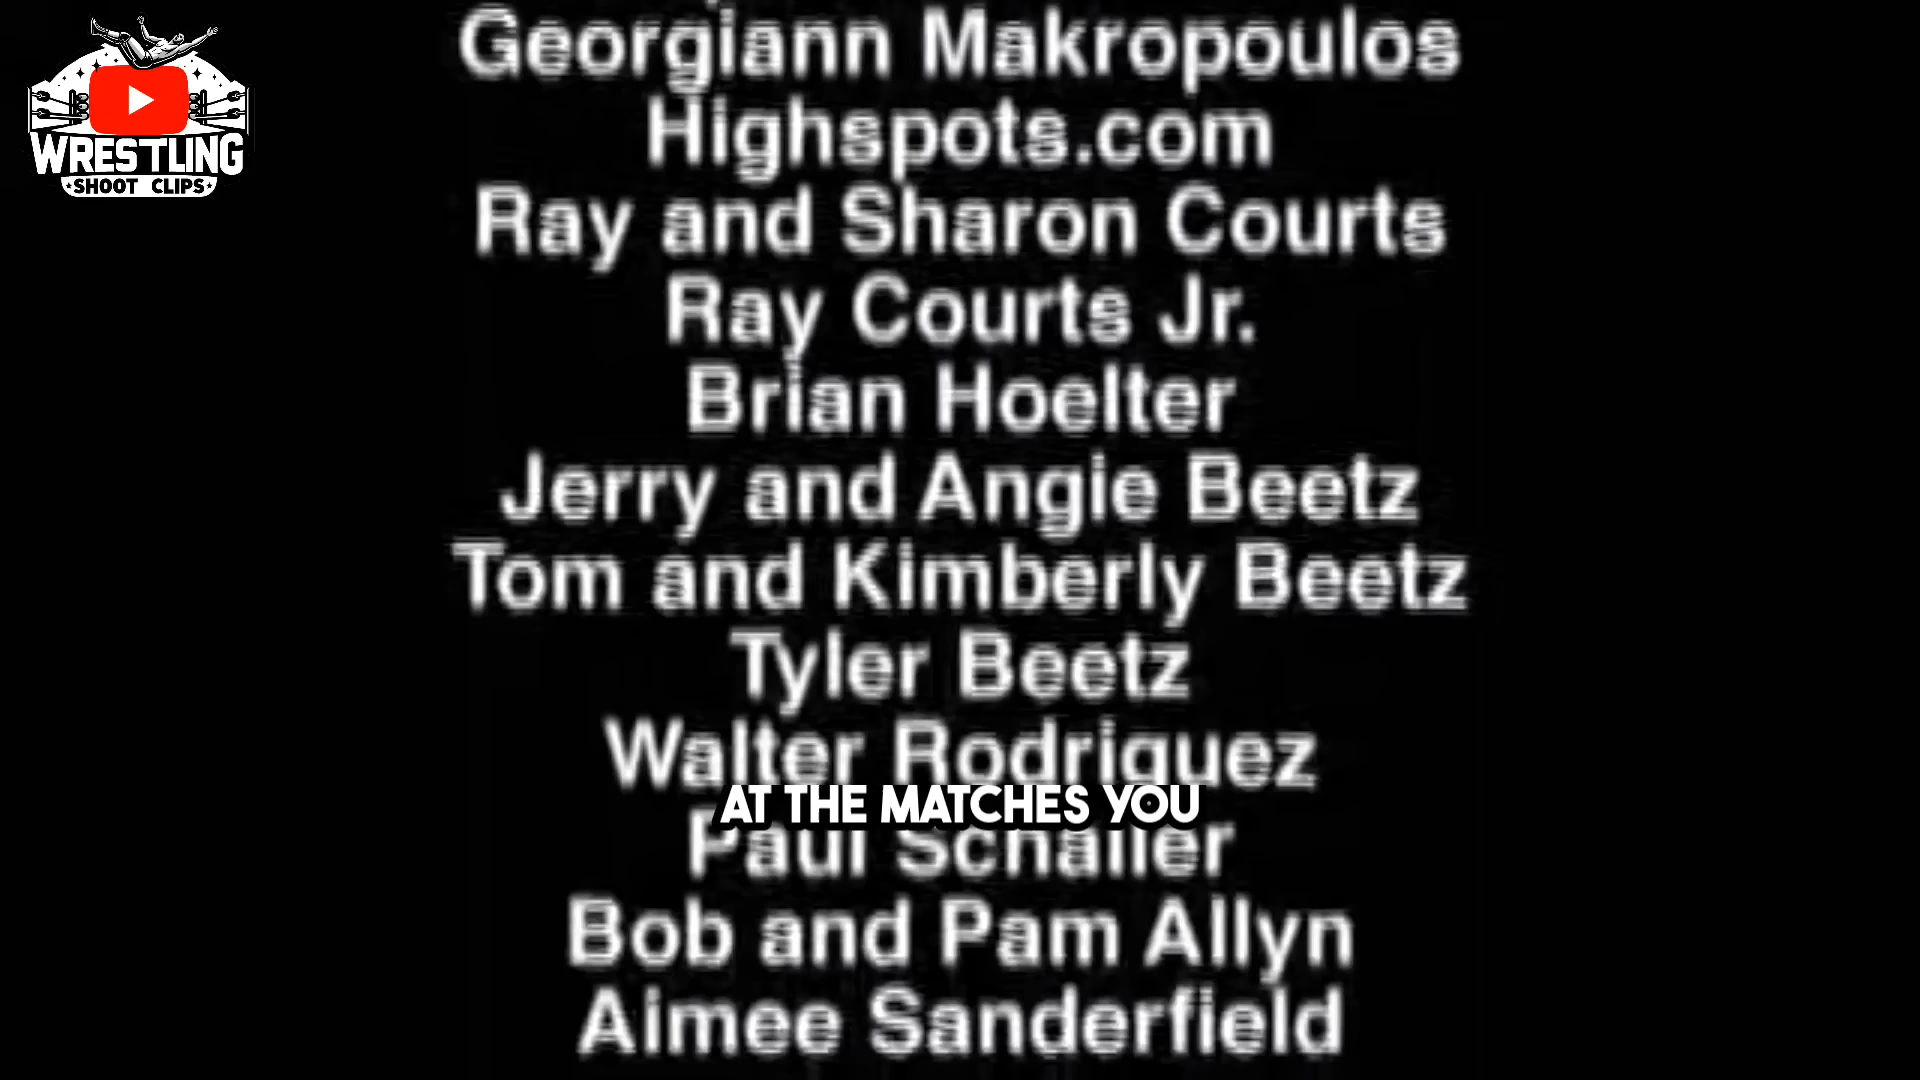 Georgiann Makropoulos
Highspots.com
Ray and Sharon Courts
Ray Courts Jr.
Brian Hoelter
Jerry and Angie Beetz
Tom and Kimberly Beetz
Tyler Beetz
Walter Rodriguez
AT THE MATCHES YOU
Paul Schaller
Bob and Pam Allyn
Aimee Sanderfield
WRESTLING
SHOOT CLIPS